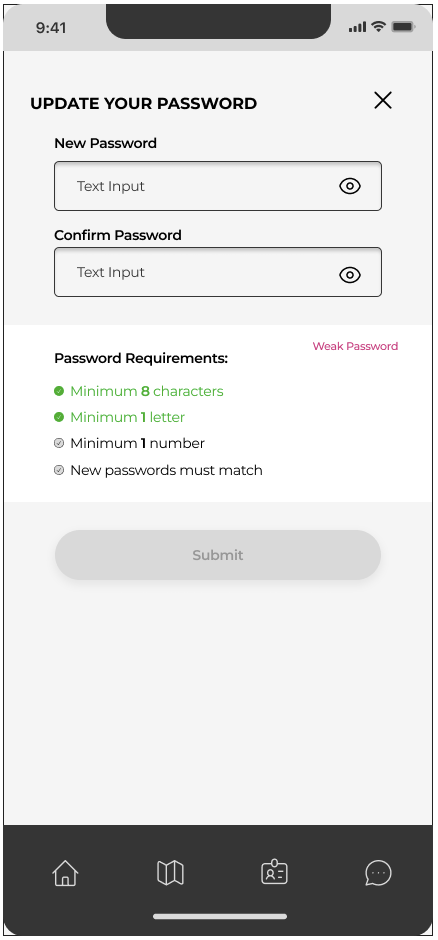 9:41
UPDATE YOUR PASSWORD
New Password
Text Input
Confirm Password
Text Input
Weak Password
Password Requirements:
Minimum 8 characters
Minimum 1 letter
Minimum 1 number
New passwords must match
Submit